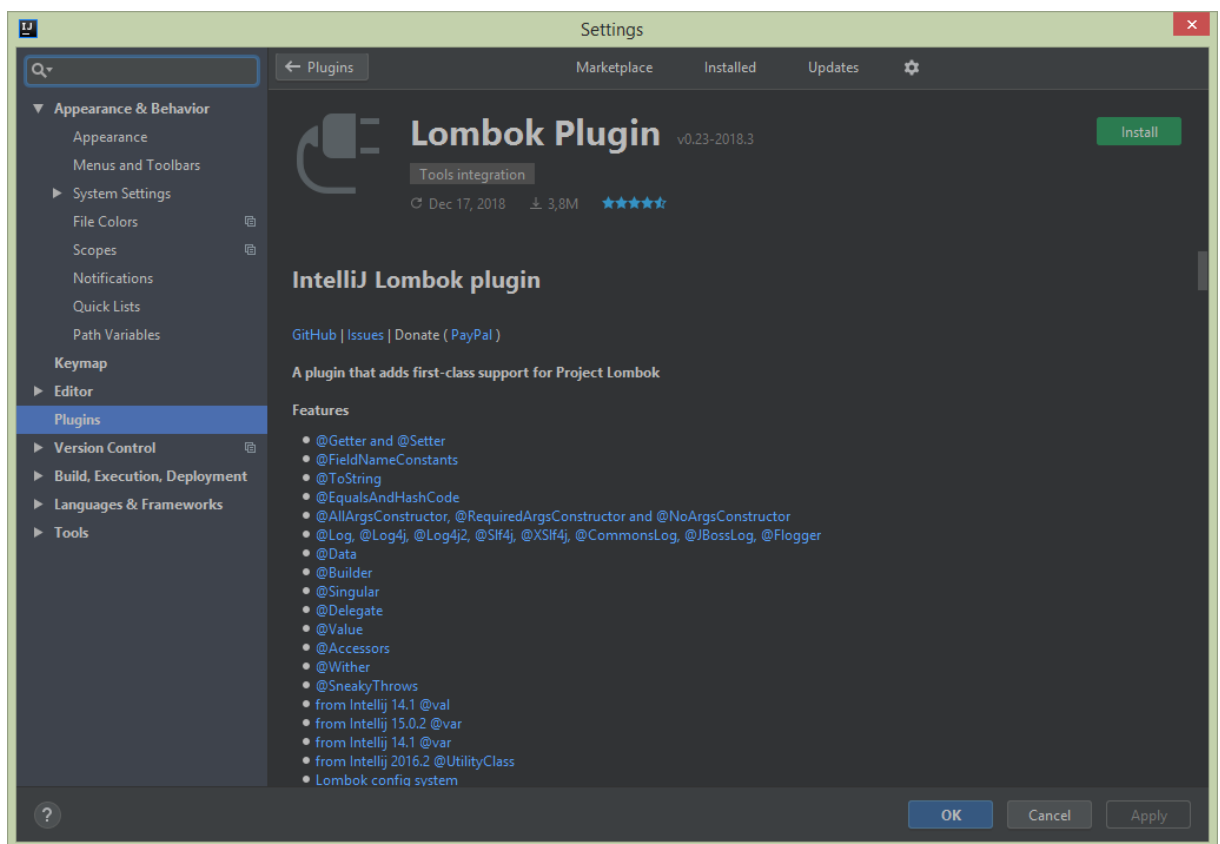 IJ
Settings
← Plugins
Marketplace
Installed
Updates
Appearance & Behavior
Appearance
Menus and Toolbars
System Settings
File Colors
Scopes
Notifications
Quick Lists
Path Variables
Keymap
Editor
Plugins
Version Control
Build, Execution, Deployment
Languages & Frameworks
Tools
Lombok Plugin v0.23-2018.3
Install
Tools integration
Dec 17, 2018 3,8M
IntelliJ Lombok plugin
GitHub | Issues | Donate ( PayPal )
A plugin that adds first-class support for Project Lombok
Features
• @Getter and @Setter
• @FieldNameConstants
• @ToString
• @EqualsAndHashCode
• @AllArgsConstructor, @RequiredArgsConstructor and @NoArgsConstructor
• @Log, @Log4j, @Log4j2, @Slf4j, @XSlf4j, @CommonsLog, @JBossLog, @Flogger
• @Data
• @Builder
• @Singular
• @Delegate
• @Value
• @Accessors
• @Wither
• @SneakyThrows
• from Intellij 14.1 @val
• from Intellij 15.0.2 @var
• from Intellij 14.1 @var
• from Intellij 2016.2 @UtilityClass
• Lombok config system
?
OK
Cancel
Apply